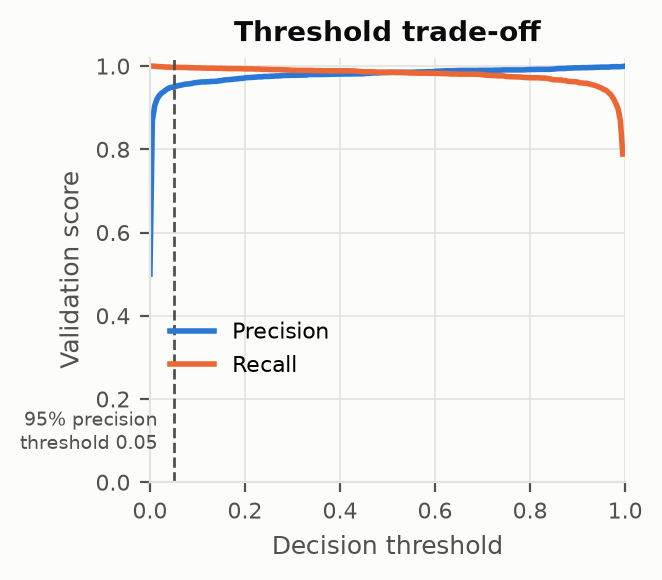 Threshold trade-off
Validation score
1.0
0.8
0.6
0.4
0.2
0.0
Precision
Recall
95% precision
threshold 0.05
0.0 0.2 0.4 0.6 0.8 1.0
Decision threshold